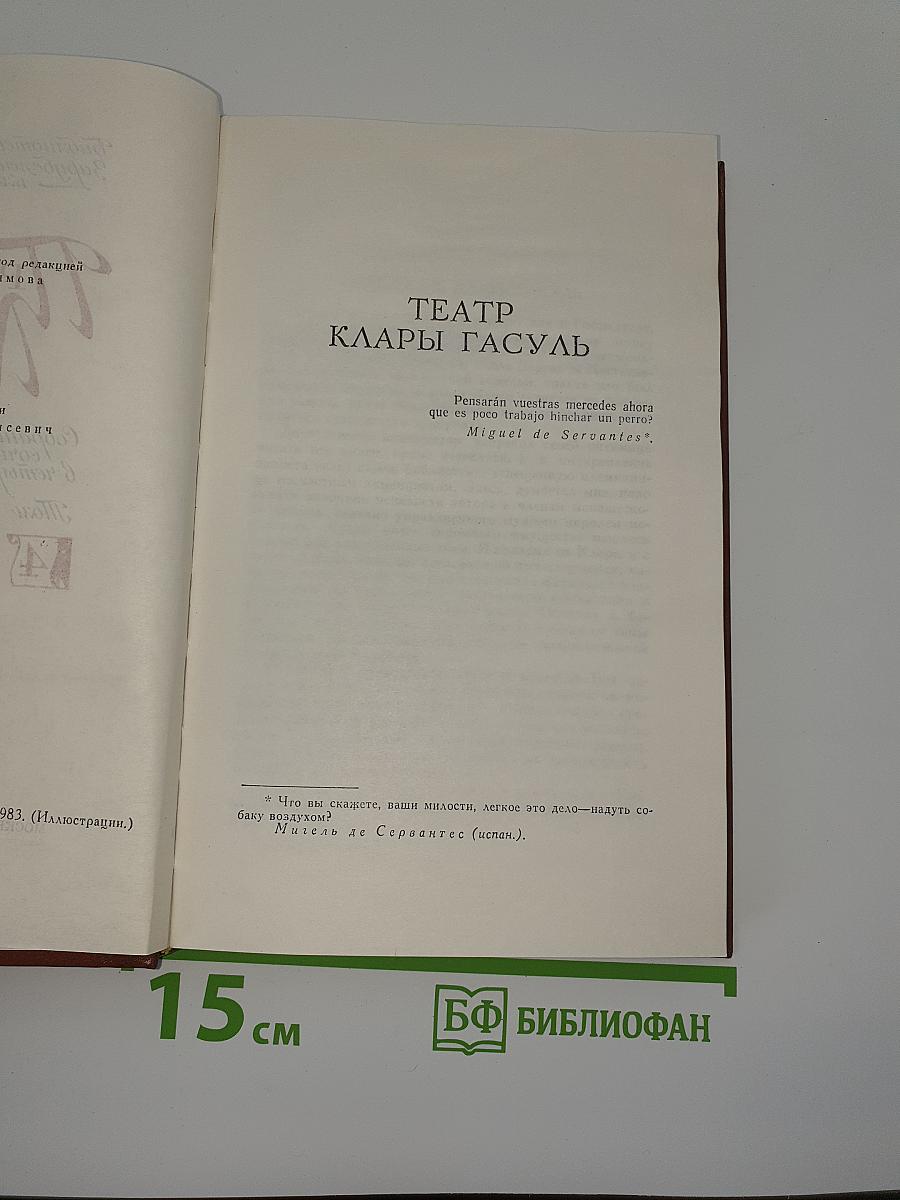 од редакцией
имова
и
исевич
983. (Иллюстрации.)
ТЕАТР
КЛАРЫ ГАСУЛЬ
Pensarán vuestras mercedes ahora
que es poco trabajo hinchar un perro?
Miguel de Servantes*.
* Что вы скажете, ваши милости, легкое это дело—надуть со-
баку воздухом?
Мигель де Сервантес (испан.).
15 см
БФ БИБЛИОФАН